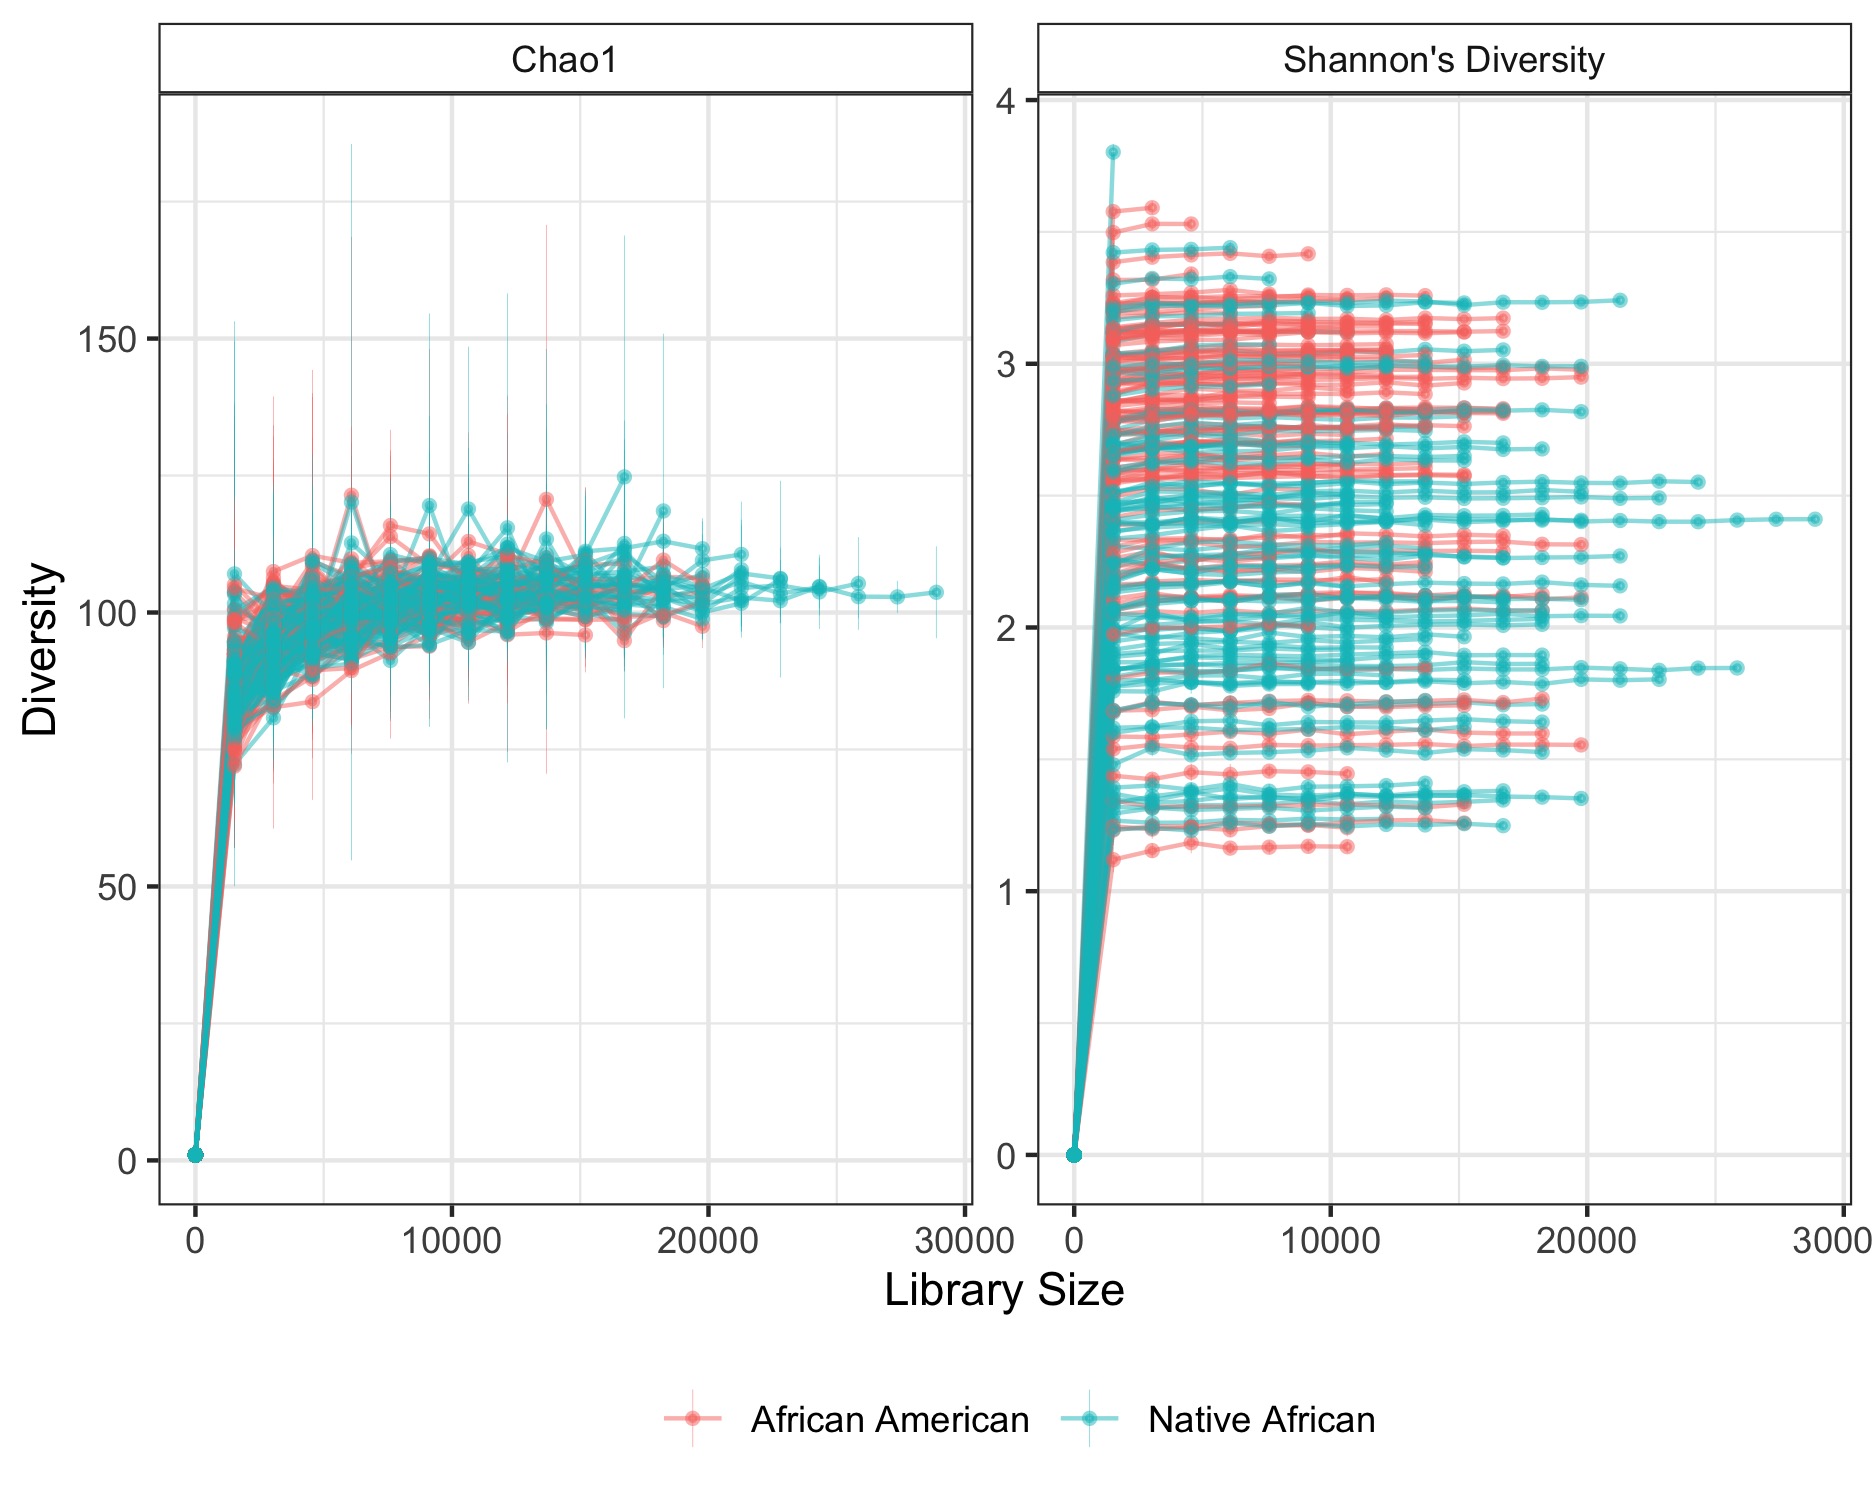 Chao1
Shannon's Diversity
Diversity
150
100
50
0
4
3
2
1
0
0 10000 20000 30000
0 10000 20000 3000
Library Size
African American Native African